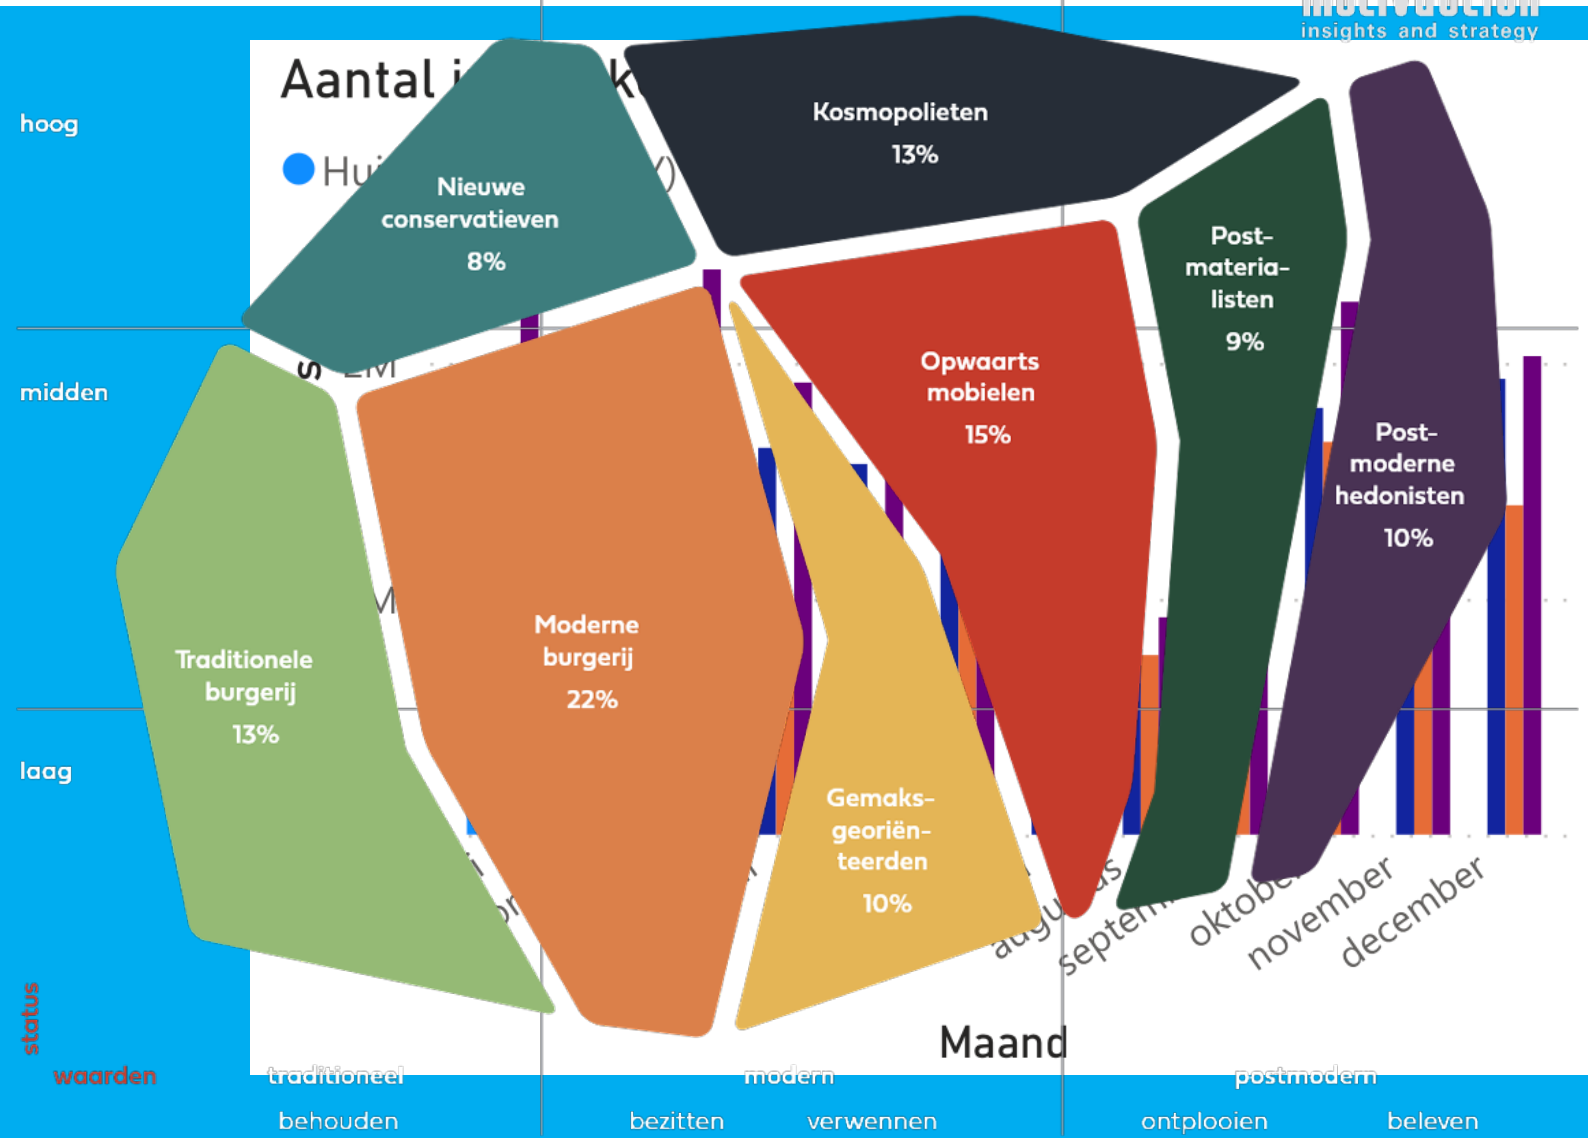 insights and strategy
Aantal
hoog
Kosmopolieten
13%
Nieuwe
conservatieven
8%
Post-
materia-
listen
9%
midden
Opwaarts
mobielen
15%
Post-
moderne
hedonisten
10%
Moderne
burgerij
22%
Traditionele
burgerij
13%
laag
Gemaks-
georiën-
teerden
10%
oktober
november
december
status
Maand
waarden
traditioneel
modern
postmodern
behouden
bezitten
verwennen
ontplooien
beleven